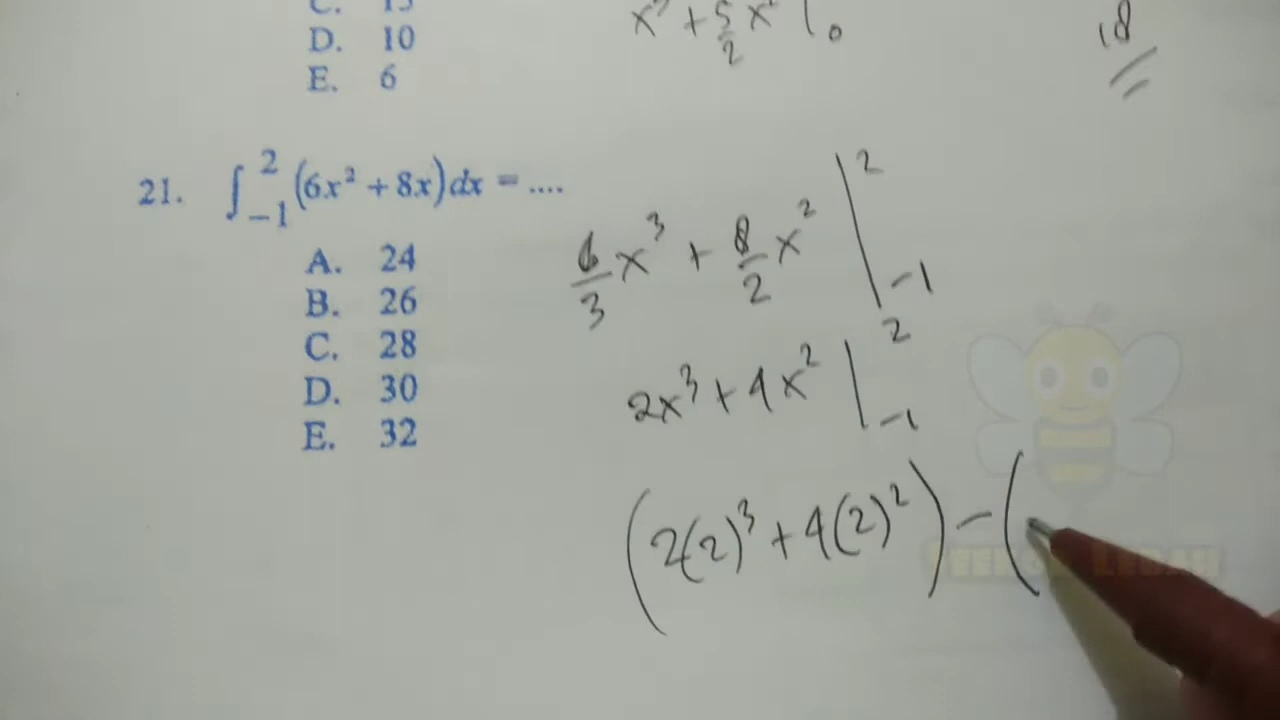 C. 15
D. 10
E. 6
x³ + 5/2 x² |₀
18
21. ∫₋₁² (6x² + 8x) dx = ....
A. 24
B. 26
C. 28
D. 30
E. 32
6/3 x³ + 8/2 x² |₋₁²
2x³ + 4x² |₋₁²
(2(2)³ + 4(2)²) - (